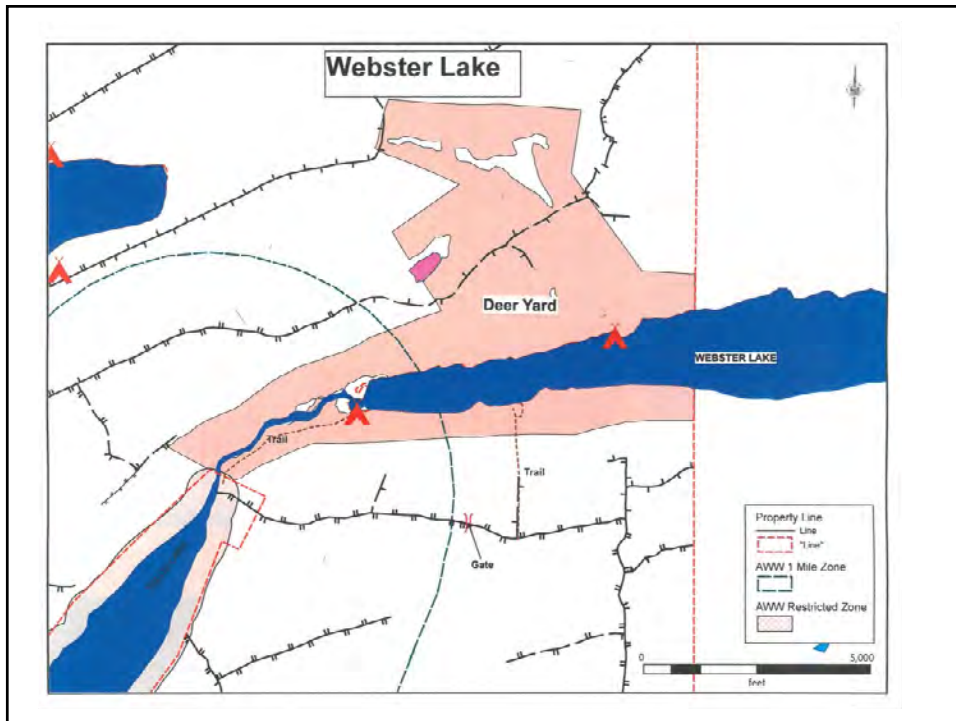 Webster Lake
Deer Yard
WEBSTER LAKE
Trail
Trail
Gate
Property Line
Line
"Line"
AWW 1 Mile Zone
AWW Restricted Zone
0 5,000
feet